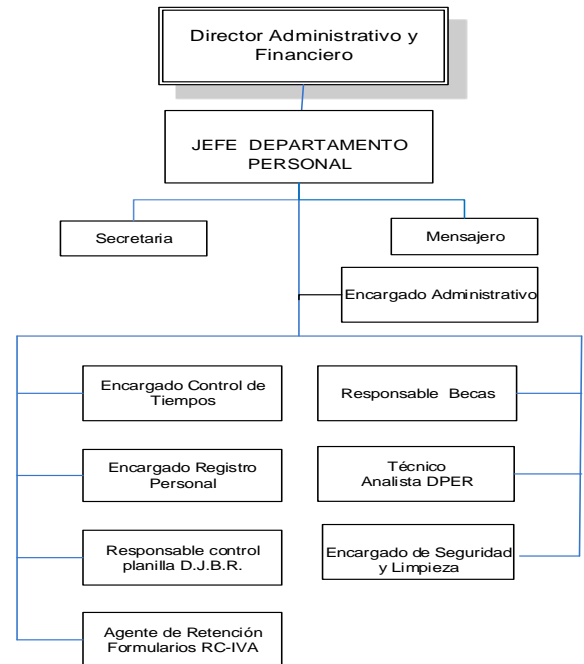 Director Administrativo y
Financiero
JEFE DEPARTAMENTO
PERSONAL
Secretaria
Mensajero
Encargado Administrativo
Encargado Control de
Tiempos
Responsable Becas
Encargado Registro
Personal
Técnico
Analista DPER
Responsable control
planilla D.J.B.R.
Encargado de Seguridad
y Limpieza
Agente de Retención
Formularios RC-IVA